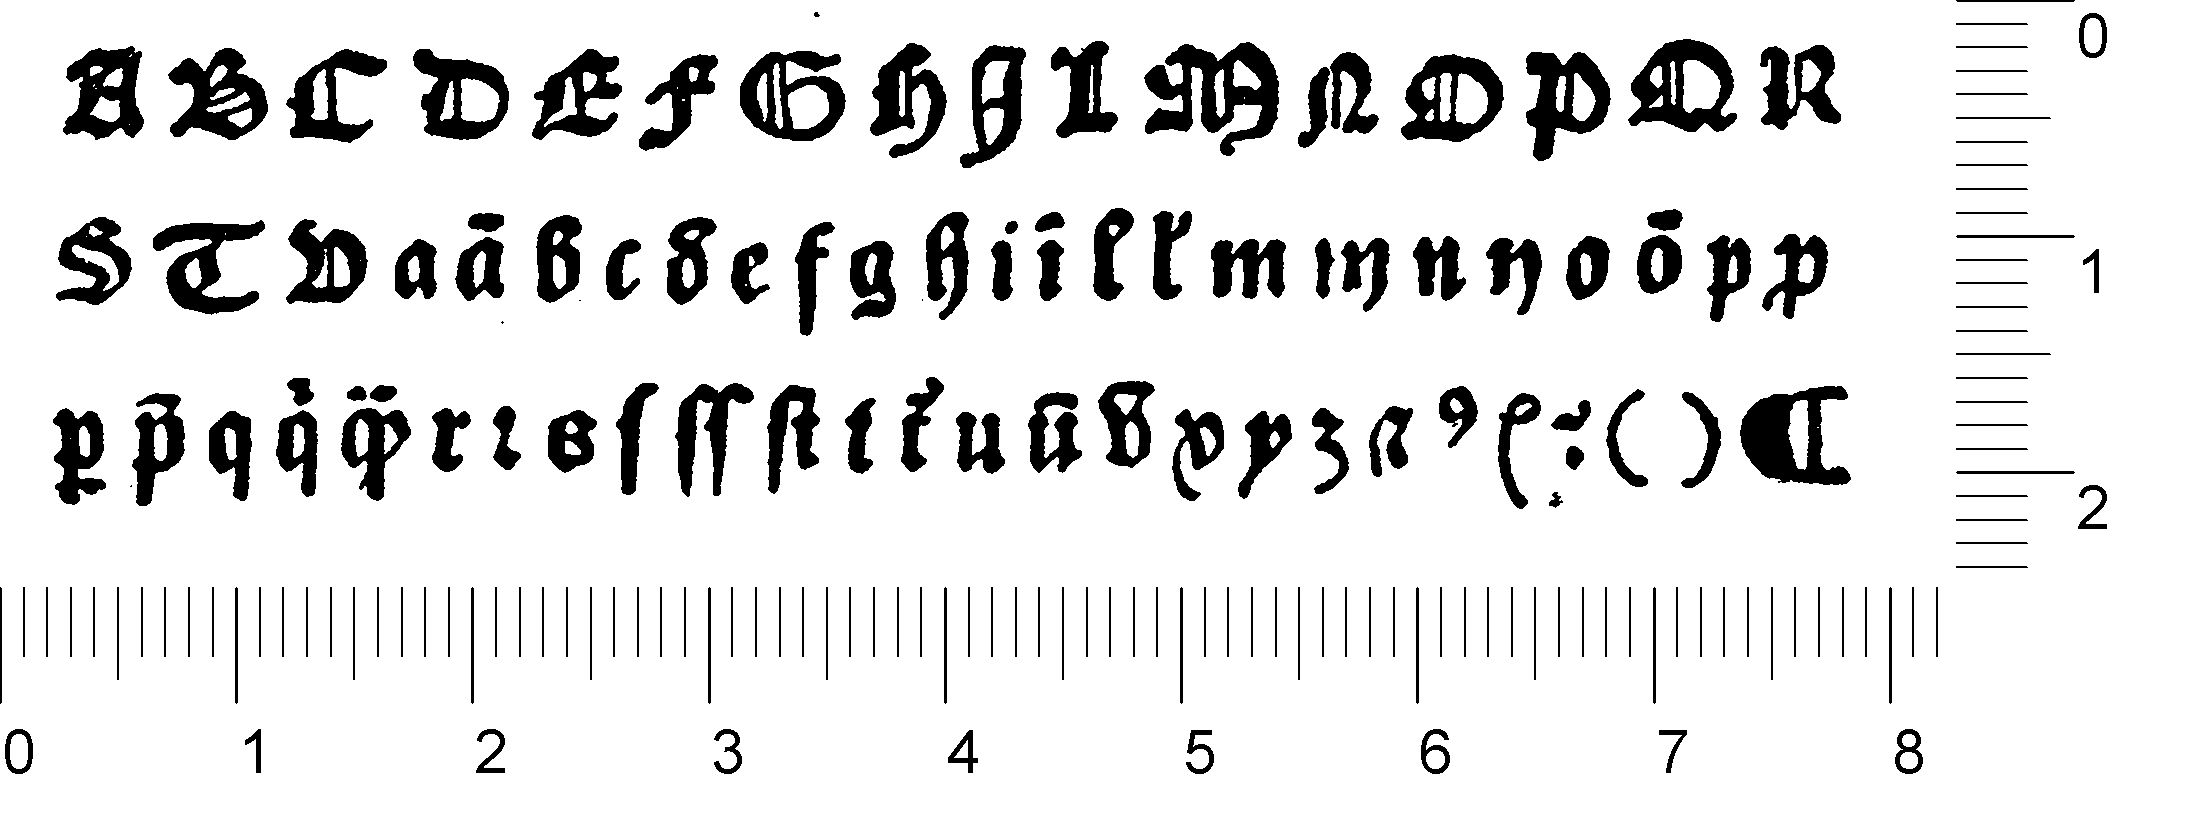 A B C D E F G H J L M N O P Q R
S T V a ā b c d e f g h i ī l ł m m n n o ō p p
p p̄ q q̇ q̈ r ꝛ s ſ ſſ ſt t t̄ u ū v v y z ꝰ ( ) ¶
0 1 2 3 4 5 6 7 8
0
1
2